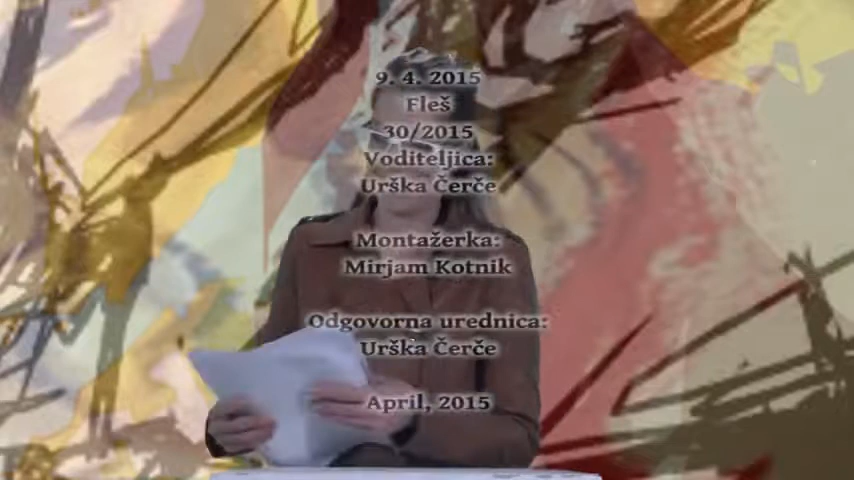 9. 4. 2015
Fleš
30/2015
Voditeljica:
Urška Čerče
Montažerka:
Mirjam Kotnik
Odgovorna urednica:
Urška Čerče
April, 2015